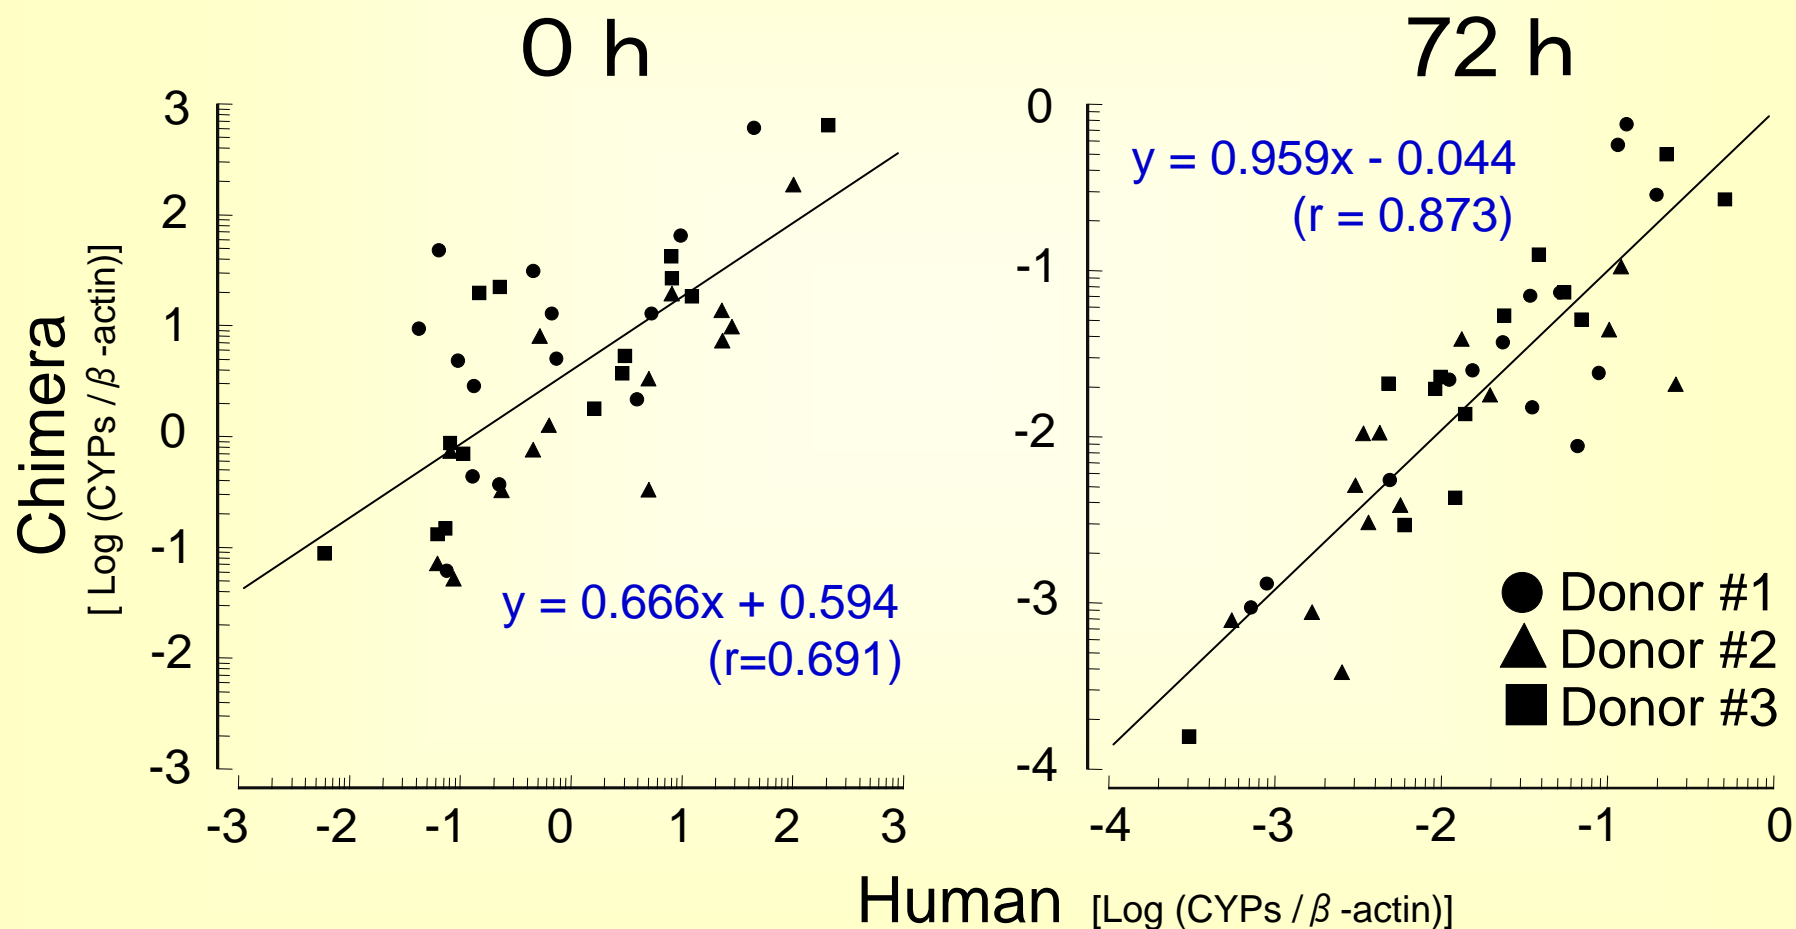 0 h
72 h
3
2
1
0
-1
-2
-3
0
-1
-2
-3
-4
y = 0.666x + 0.594
(r=0.691)
y = 0.959x - 0.044
(r = 0.873)
Donor #1
Donor #2
Donor #3
-3 -2 -1 0 1 2 3
-4 -3 -2 -1 0
Chimera
[ Log (CYPs / β -actin)]
Human [Log (CYPs / β -actin)]